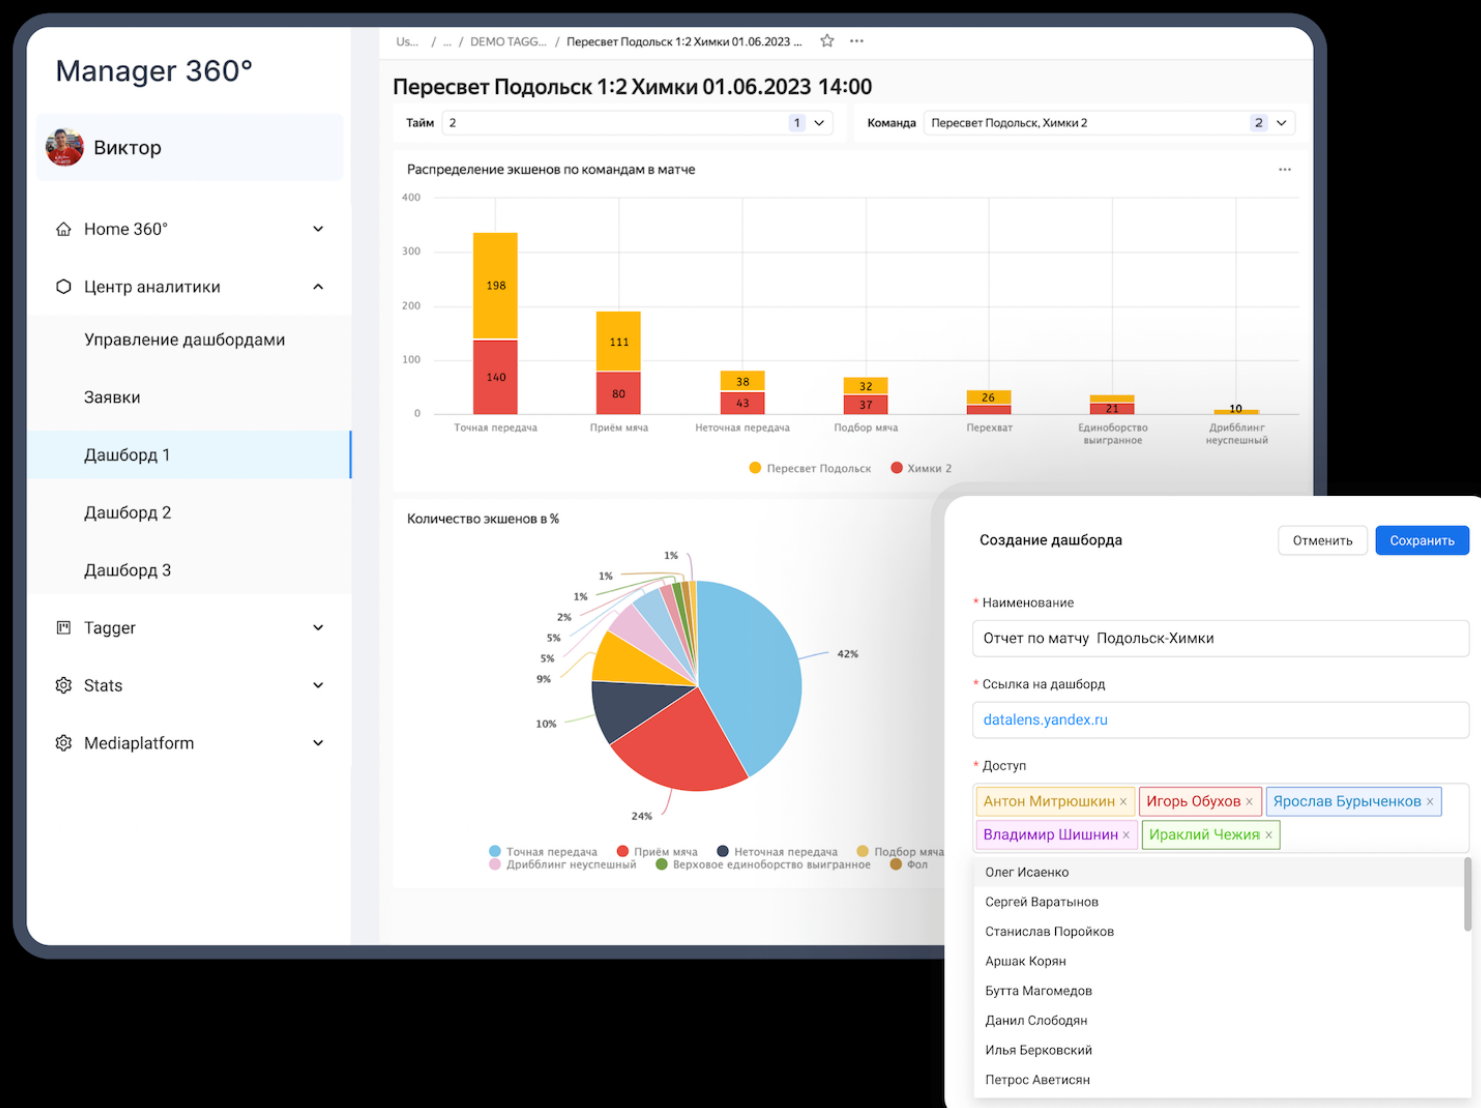 Manager 360°
Виктор
Home 360°
Центр аналитики
Управление дашбордами
Заявки
Дашборд 1
Дашборд 2
Дашборд 3
Tagger
Stats
Mediaplatform
Us... / ... / DEMO TAGG... / Пересвет Подольск 1:2 Химки 01.06.2023 ...
Пересвет Подольск 1:2 Химки 01.06.2023 14:00
Тайм 2 1
Команда Пересвет Подольск, Химки 2 2
Распределение экшенов по командам в матче
400
300
200
100
0
198
140
111
80
38
43
32
37
26
21
10
Точная передача
Приём мяча
Неточная передача
Подбор мяча
Перехват
Единоборство
выигранное
Дрибблинг
неуспешный
Пересвет Подольск Химки 2
Количество экшенов в %
1%
1%
1%
2%
5%
5%
9%
10%
24%
42%
Точная передача Приём мяча Неточная передача Подбор мяча
Дрибблинг неуспешный Верховое единоборство выигранное Фол
Создание дашборда
Отменить
Сохранить
* Наименование
Отчет по матчу Подольск-Химки
* Ссылка на дашборд
datalens.yandex.ru
* Доступ
Антон Митрюшкин × Игорь Обухов × Ярослав Бурыченков ×
Владимир Шишнин × Ираклий Чежия ×
Олег Исаенко
Сергей Варатынов
Станислав Поройков
Аршак Корян
Бутта Магомедов
Данил Слободян
Илья Берковский
Петрос Аветисян